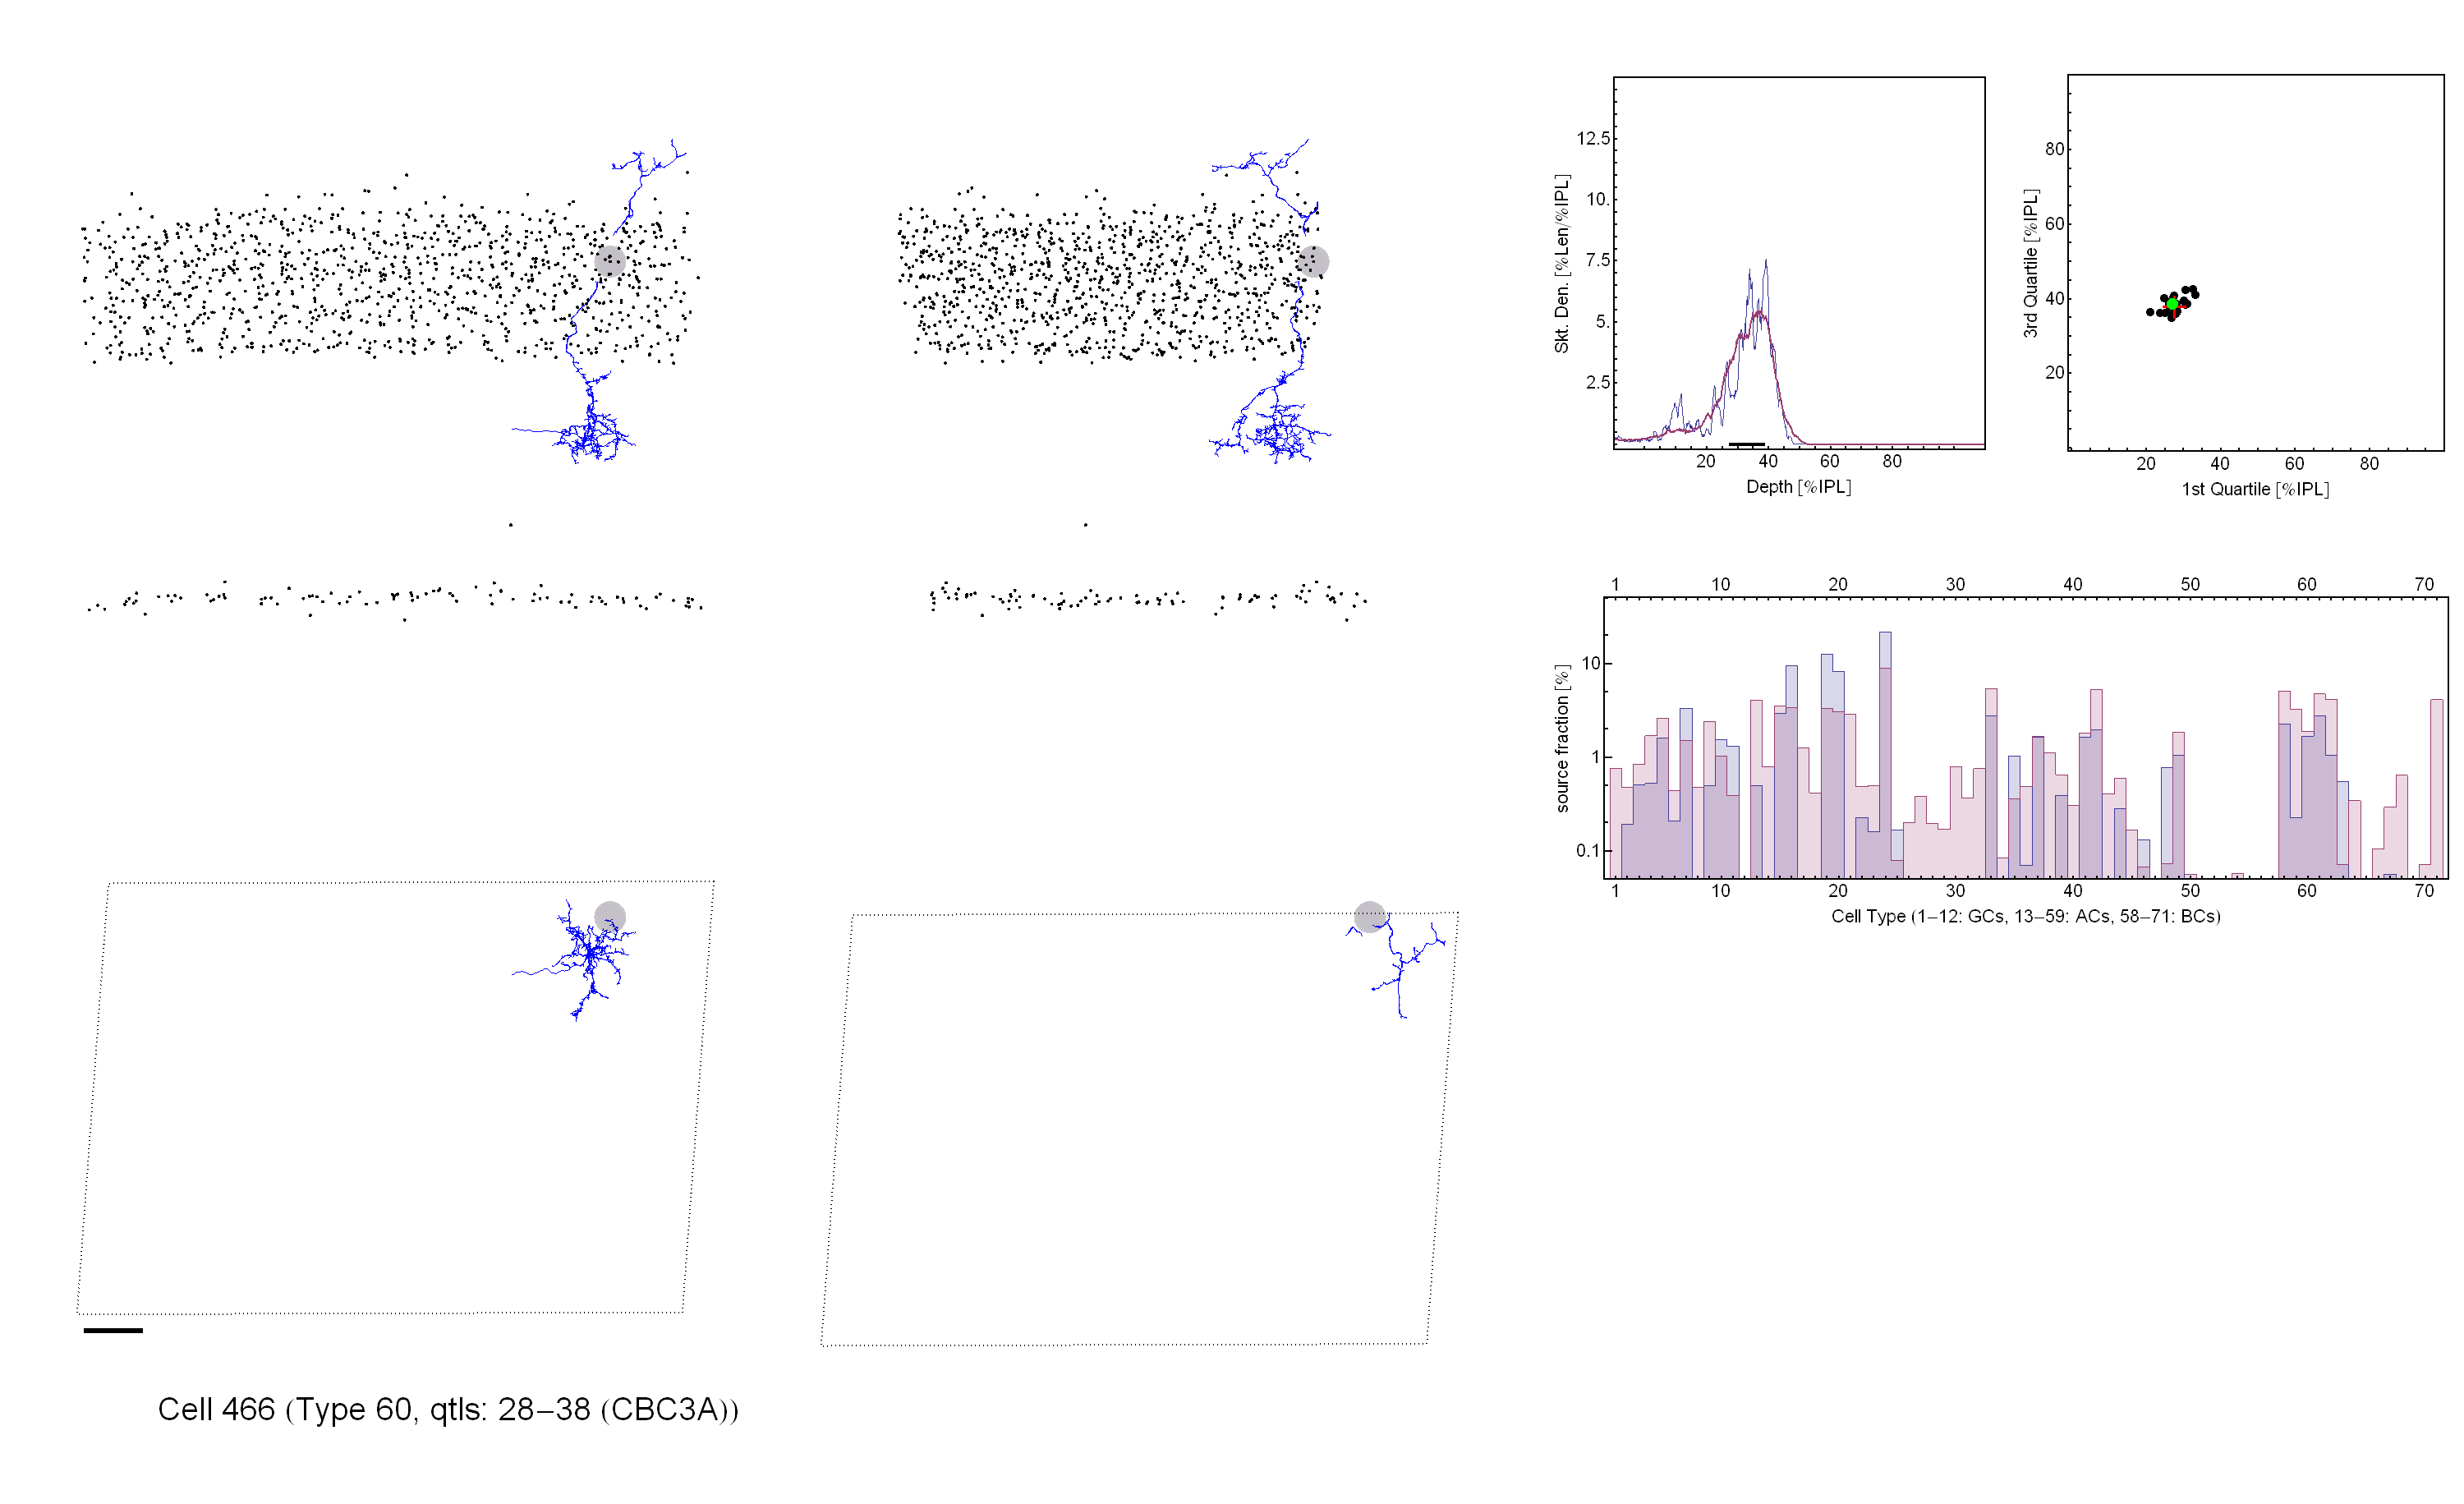 12.5
10.
7.5
5.
2.5
Skt. Den. [%Len/%IPL]
20 40 60 80
Depth [%IPL]
80
60
40
20
3rd Quartile [%IPL]
20 40 60 80
1st Quartile [%IPL]
1 10 20 30 40 50 60 70
10
1
0.1
source fraction [%]
1 10 20 30 40 50 60 70
Cell Type (1–12: GCs, 13–59: ACs, 58–71: BCs)
Cell 466 (Type 60, qtls: 28–38 (CBC3A))